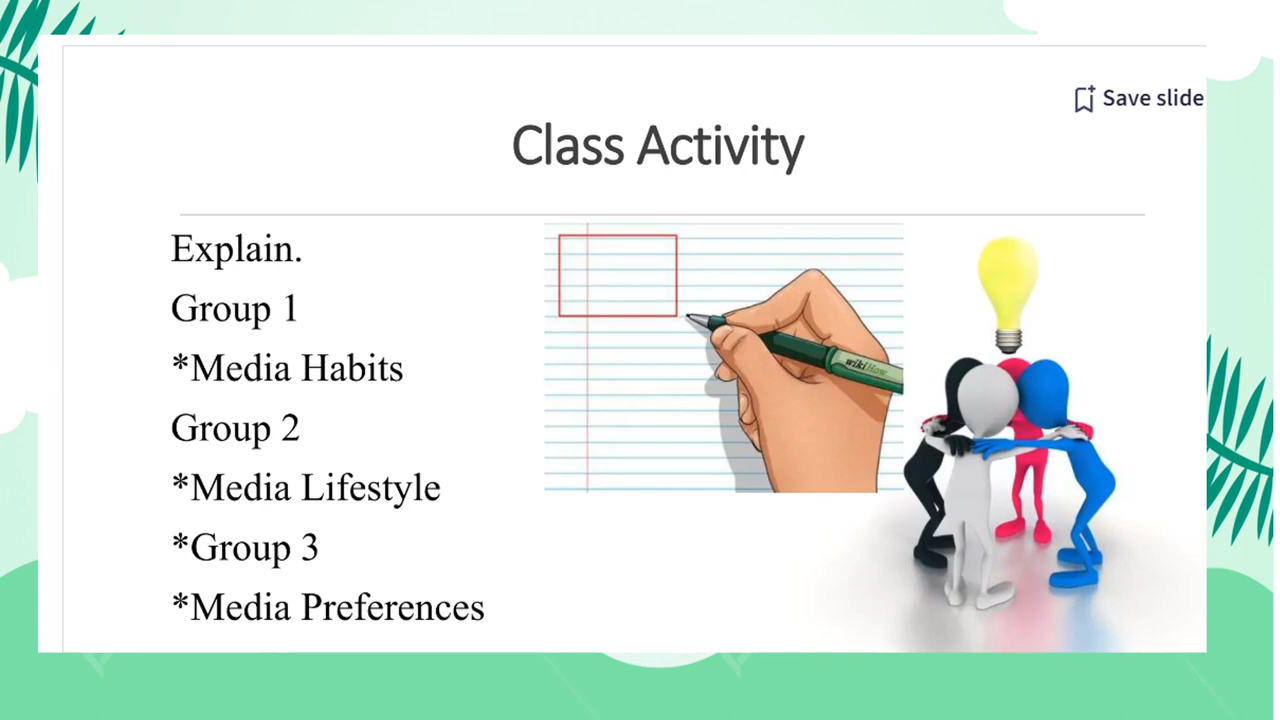 Save slide
Class Activity
Explain.
Group 1
*Media Habits
Group 2
*Media Lifestyle
*Group 3
*Media Preferences
wikiHow